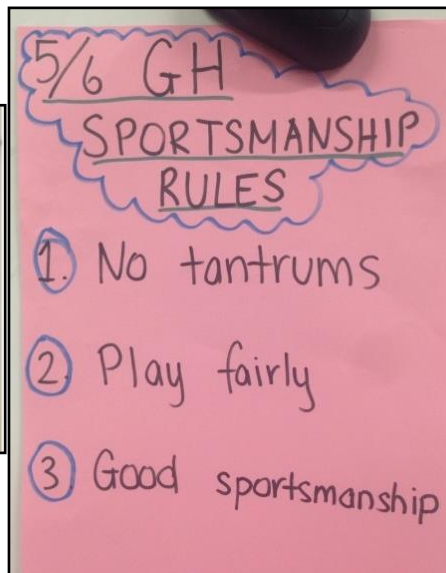 5/6 GH
SPORTSMANSHIP
RULES
1. No tantrums
2. Play fairly
3. Good sportsmanship